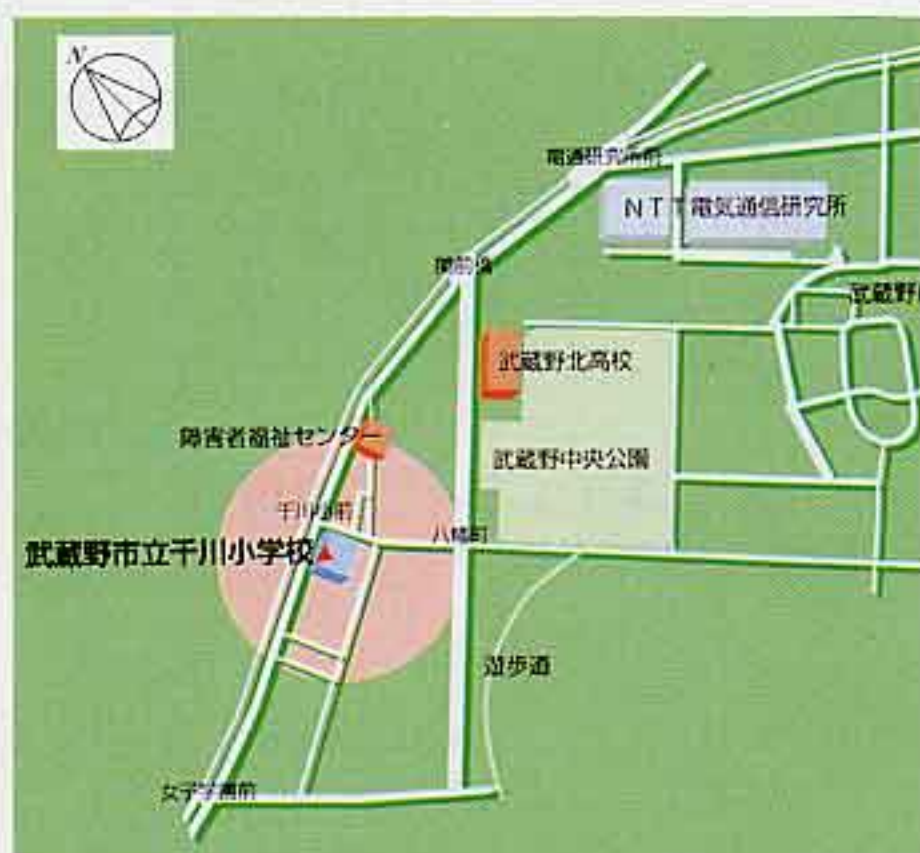 N
電通研究所前
NTT電気通信研究所
関前橋
武蔵野
武蔵野北高校
障害者福祉センター
武蔵野中央公園
千川小前
武蔵野市立千川小学校
八幡町
遊歩道
女子学園前